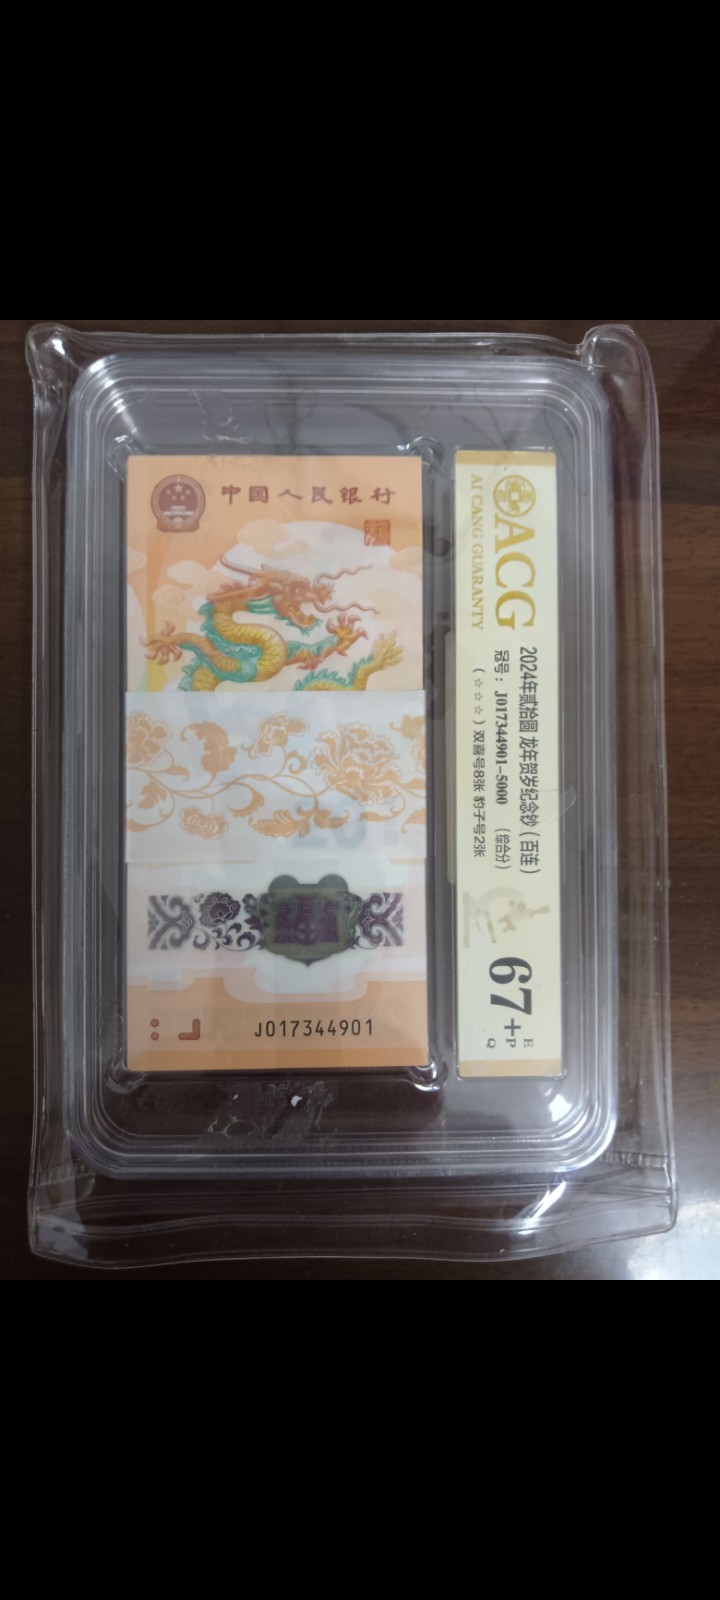 中国人民银行
J017344901
ACG
AI CANG GUARANTY
2024年贰拾圆 龙年贺岁纪念钞（百连）
冠号：J017344901-5000 （综合分）
（☆☆☆）双喜号8张 豹子号2张
67+
E
P
Q